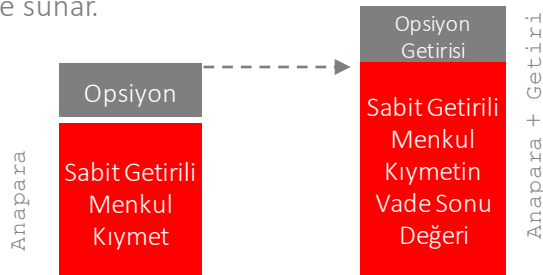 e sunar.
Anapara
Opsiyon
Sabit Getirili
Menkul
Kıymet
Opsiyon
Getirisi
Sabit Getirili
Menkul
Kıymetin
Vade Sonu
Değeri
Anapara + Getiri